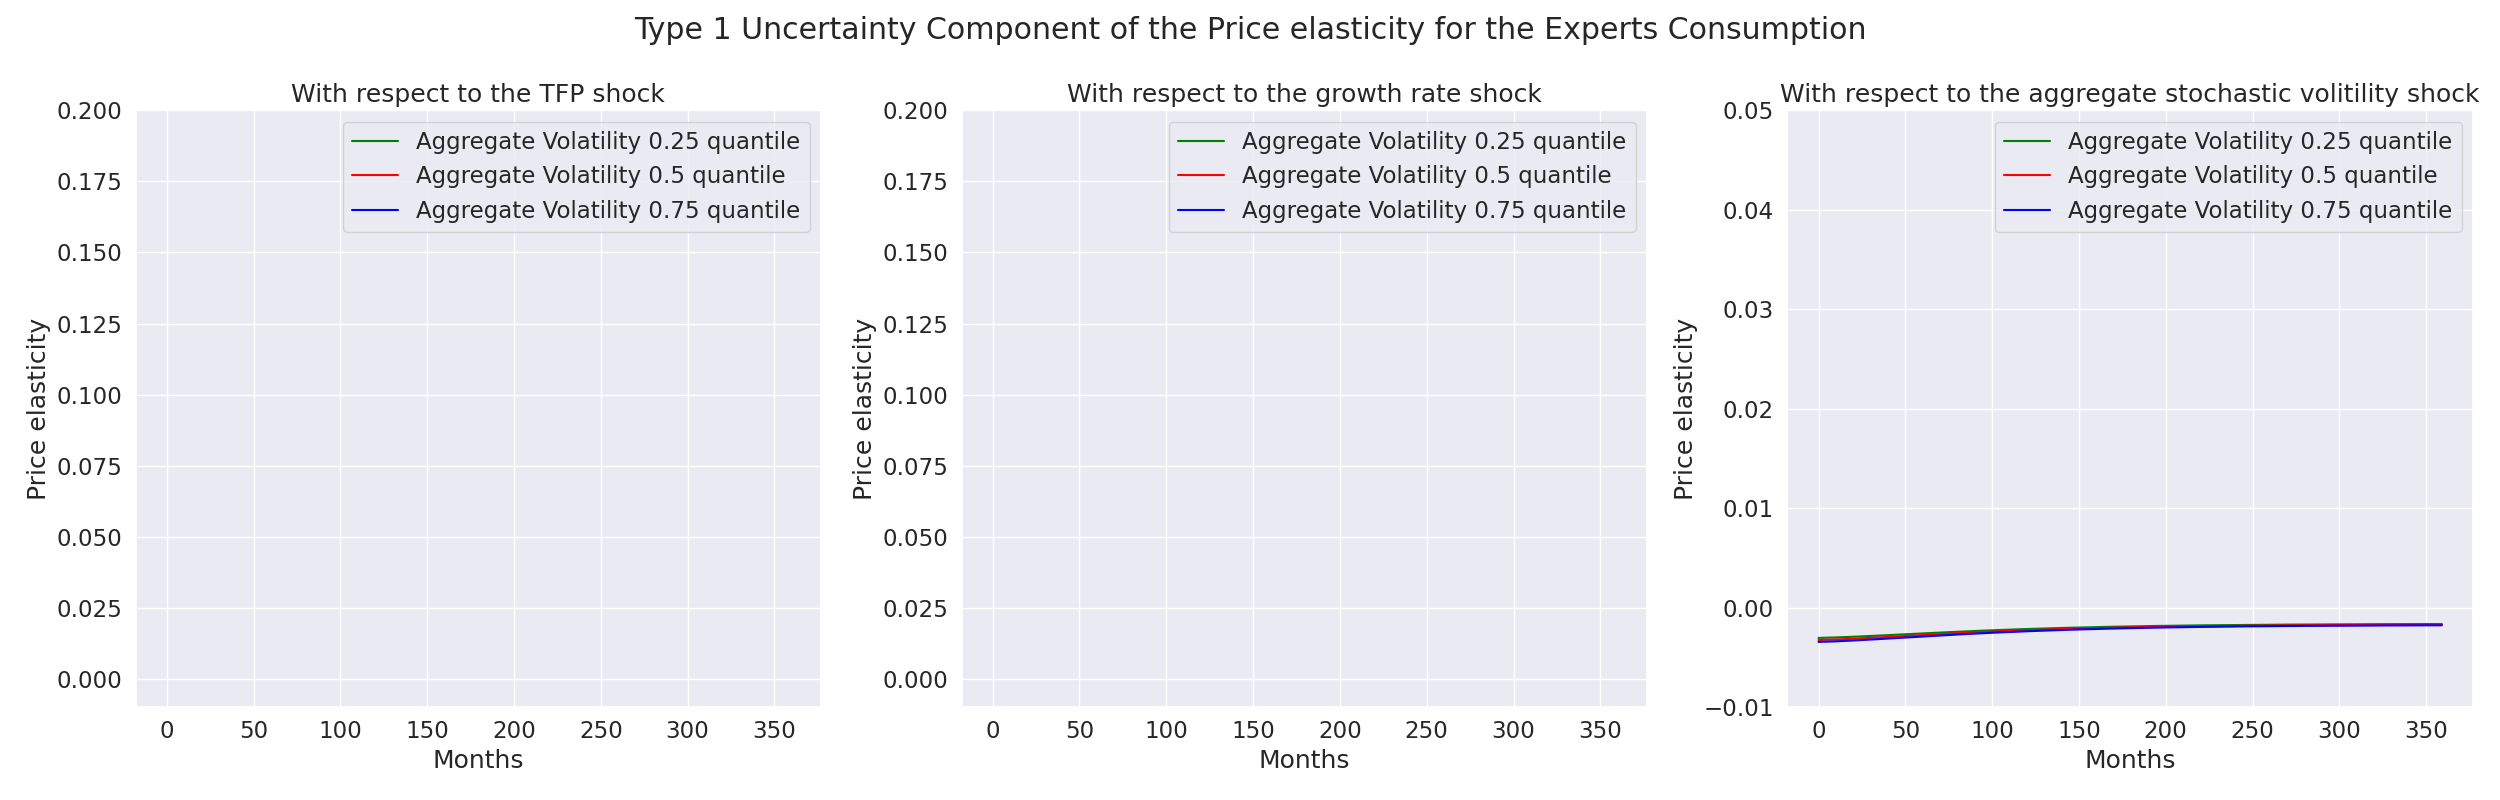 Type 1 Uncertainty Component of the Price elasticity for the Experts Consumption
With respect to the TFP shock
0.200
0.175
0.150
0.125
0.100
0.075
0.050
0.025
0.000
Price elasticity
Aggregate Volatility 0.25 quantile
Aggregate Volatility 0.5 quantile
Aggregate Volatility 0.75 quantile
0 50 100 150 200 250 300 350
Months
With respect to the growth rate shock
0.200
0.175
0.150
0.125
0.100
0.075
0.050
0.025
0.000
Price elasticity
Aggregate Volatility 0.25 quantile
Aggregate Volatility 0.5 quantile
Aggregate Volatility 0.75 quantile
0 50 100 150 200 250 300 350
Months
With respect to the aggregate stochastic volitility shock
0.05
0.04
0.03
0.02
0.01
0.00
−0.01
Price elasticity
Aggregate Volatility 0.25 quantile
Aggregate Volatility 0.5 quantile
Aggregate Volatility 0.75 quantile
0 50 100 150 200 250 300 350
Months